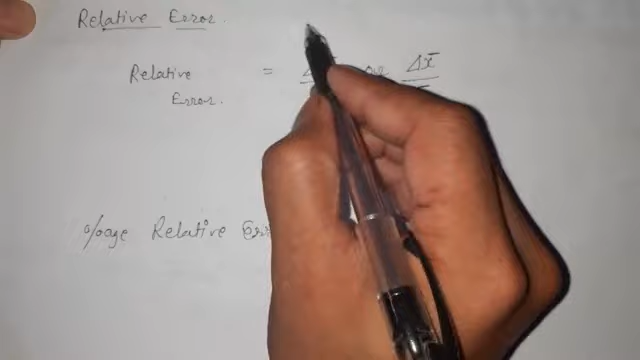 Relative Error.
Relative = or Δx̄
Error.
%age Relative